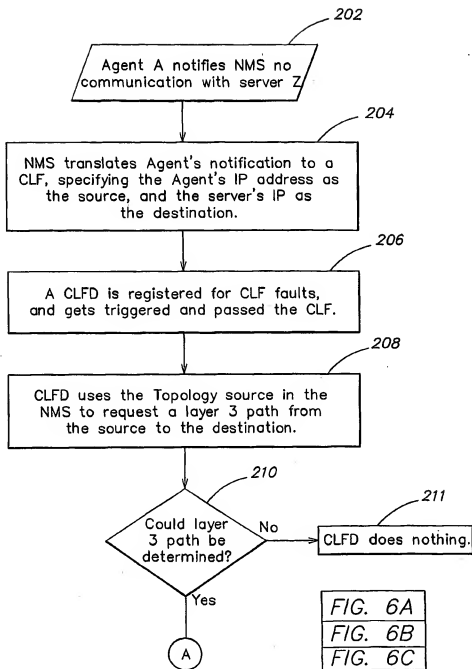 202
Agent A notifies NMS no
communication with server Z
204
NMS translates Agent's notification to a
CLF, specifying the Agent's IP address as
the source, and the server's IP as
the destination.
206
A CLFD is registered for CLF faults,
and gets triggered and passed the CLF.
208
CLFD uses the Topology source in the
NMS to request a layer 3 path from
the source to the destination.
210
Could layer
3 path be
determined?
No
211
CLFD does nothing.
Yes
A
FIG. 6A
FIG. 6B
FIG. 6C